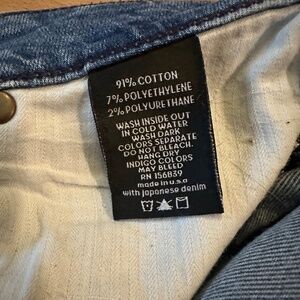 91% COTTON
7% POLYETHYLENE
2% POLYURETHANE
WASH INSIDE OUT
IN COLD WATER
WASH DARK
COLORS SEPARATE
DO NOT BLEACH.
HANG DRY
INDIGO COLORS
MAY BLEED
RN 156839
made in u.s.a
with japanese denim